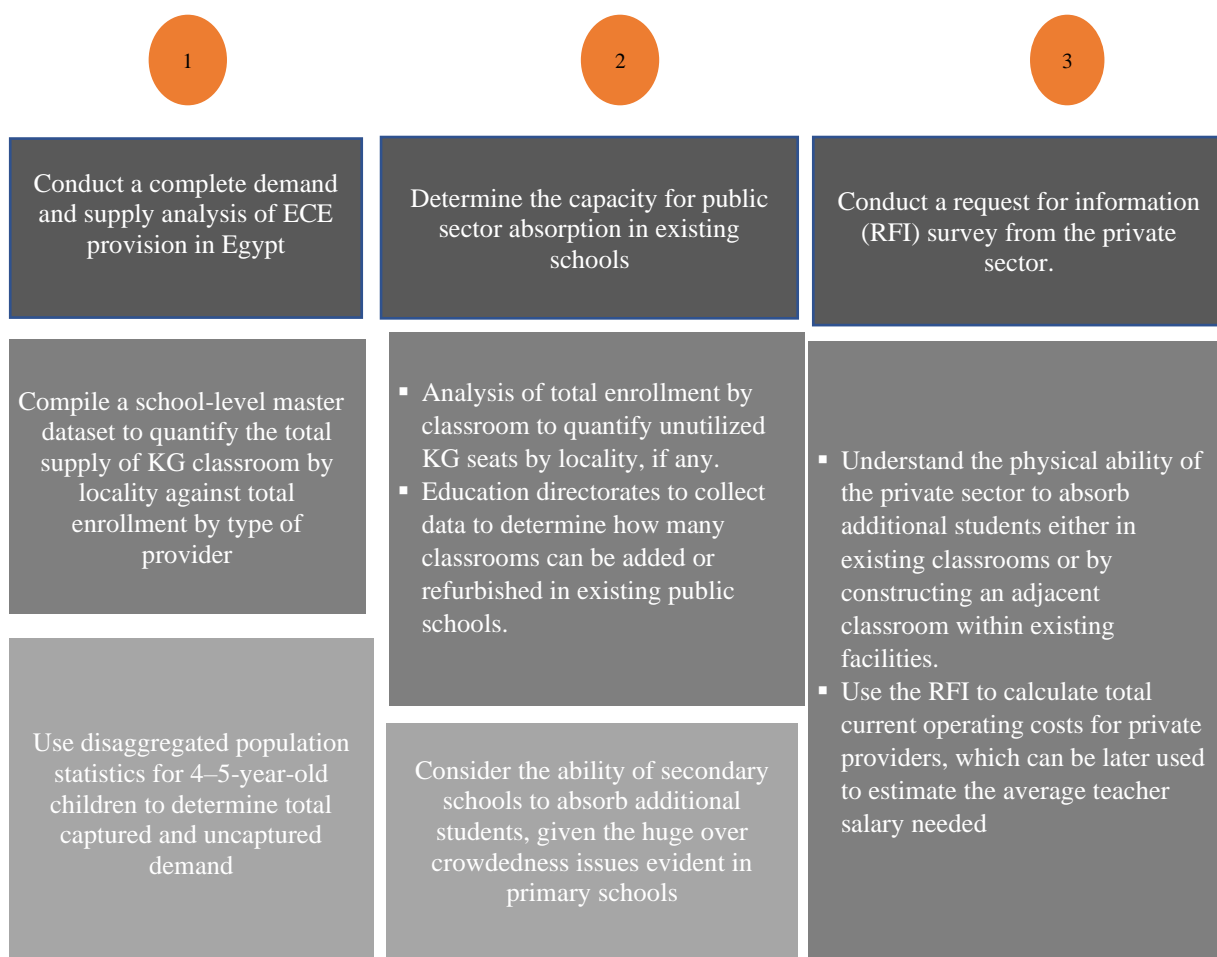 1
2
3
Conduct a complete demand
and supply analysis of ECE
provision in Egypt
Determine the capacity for public
sector absorption in existing
schools
Conduct a request for information
(RFI) survey from the private
sector.
Compile a school-level master
dataset to quantify the total
supply of KG classroom by
locality against total
enrollment by type of
provider
▪ Analysis of total enrollment by
classroom to quantify unutilized
KG seats by locality, if any.
▪ Education directorates to collect
data to determine how many
classrooms can be added or
refurbished in existing public
schools.
▪ Understand the physical ability of
the private sector to absorb
additional students either in
existing classrooms or by
constructing an adjacent
classroom within existing
facilities.
▪ Use the RFI to calculate total
current operating costs for private
providers, which can be later used
to estimate the average teacher
salary needed
Use disaggregated population
statistics for 4–5-year-old
children to determine total
captured and uncaptured
demand
Consider the ability of secondary
schools to absorb additional
students, given the huge over
crowdedness issues evident in
primary schools